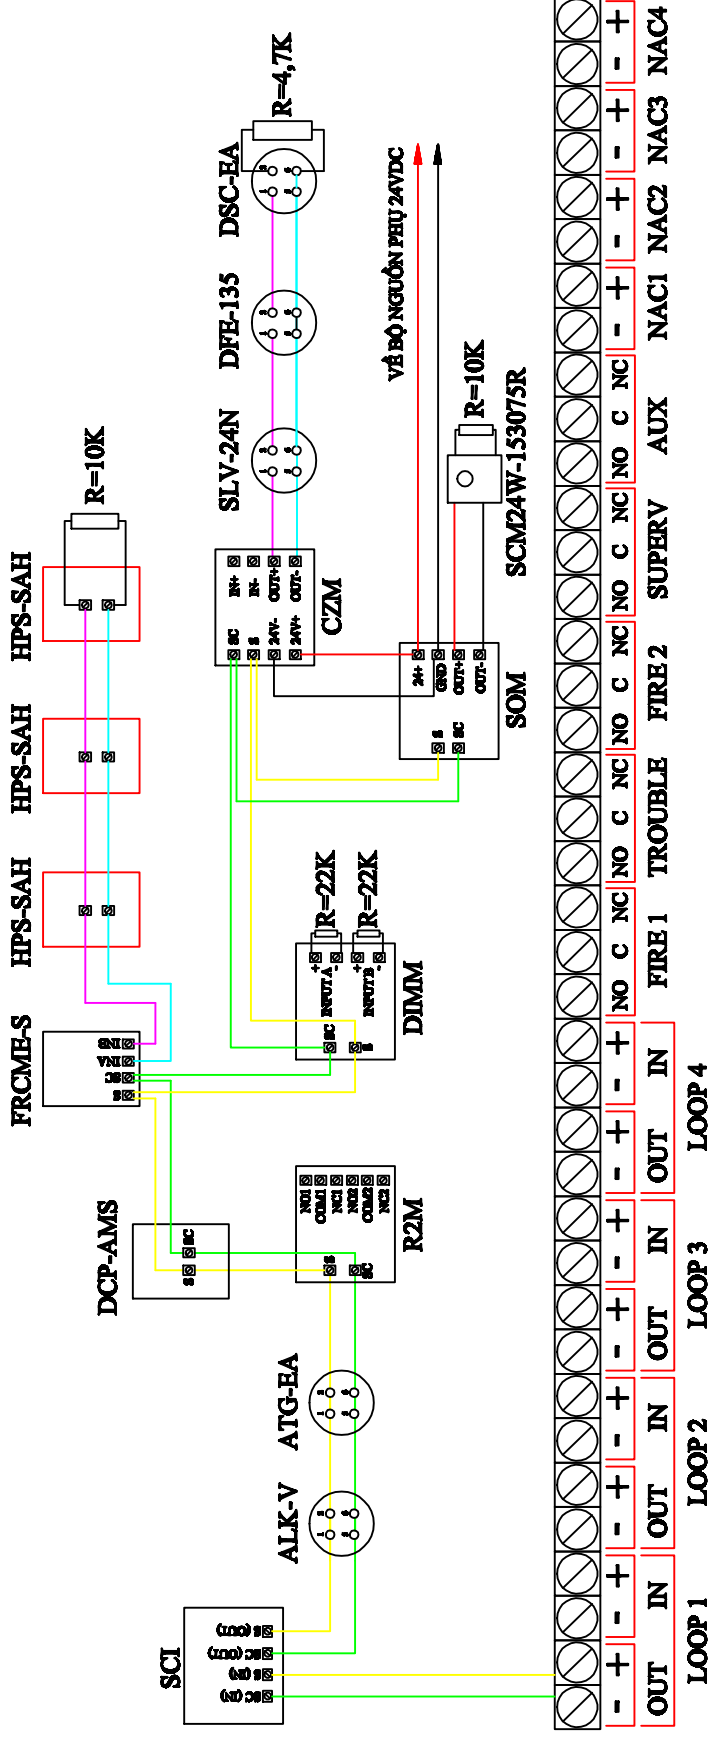 FRCME-S
HPS-SAH
HPS-SAH
HPS-SAH
R=10K
S
SC
INA
INB
DCP-AMS
S
SC
SCI
SC (IN)
S (IN)
SC (OUT)
S (OUT)
DSC-EA
DFE-135
SLV-24N
R=4,7K
1
2
CZM
SC
S
24V-
24V+
IN+
IN-
OUT+
OUT-
ALK-V
ATG-EA
R2M
S
SC
NO1
COM1
NC1
NO2
COM2
NC2
DIMM
SC
S
+
INPUT A
-
+
INPUT B
-
R=22K
R=22K
VỀ BỘ NGUỒN PHỤ 24VDC
SOM
S
SC
24+
GND
OUT+
OUT-
R=10K
SCM24W-153075R
- + - + - + - + - + - + - + - + NO C NC NO C NC NO C NC NO C NC NO C NC - + - + - + - +
OUT IN OUT IN OUT IN OUT IN FIRE 1 TROUBLE FIRE 2 SUPERV AUX NAC1 NAC2 NAC3 NAC4
LOOP 1 LOOP 2 LOOP 3 LOOP 4